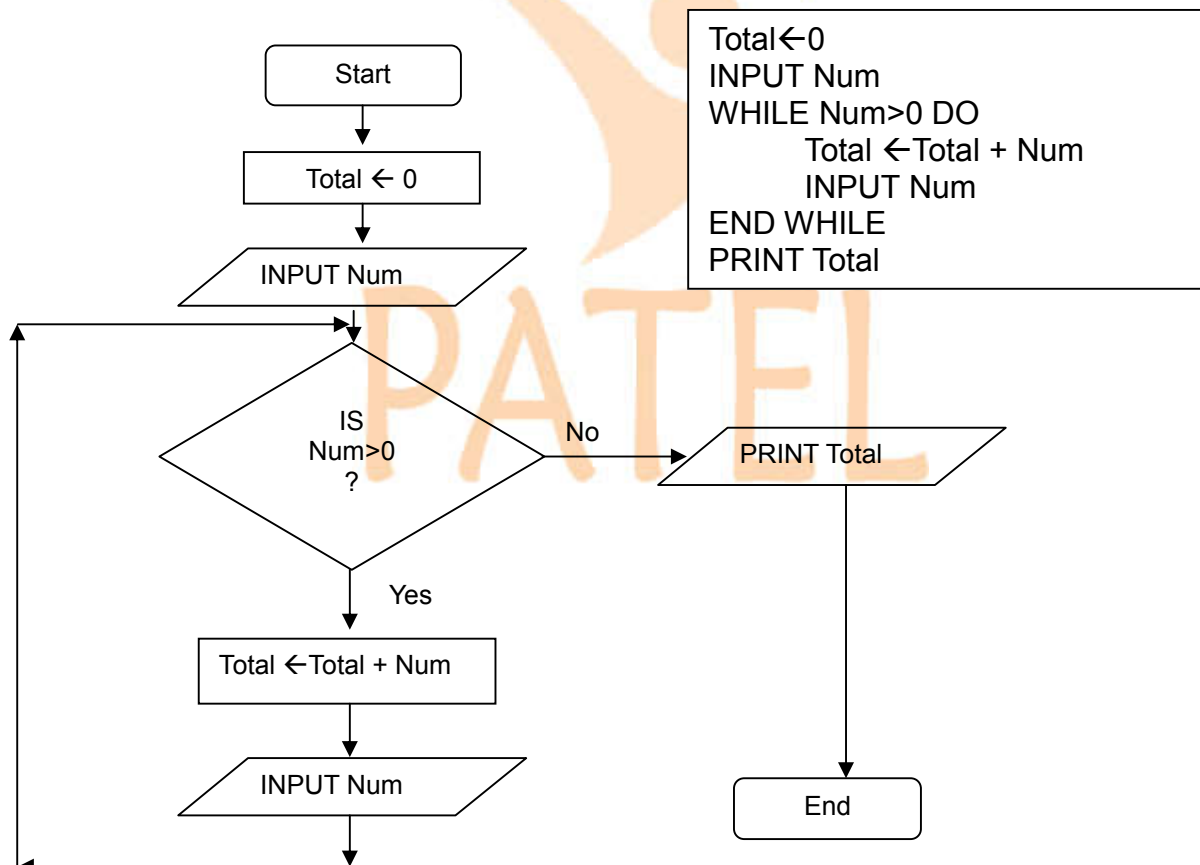 Start
Total ← 0
INPUT Num
IS
Num>0
?
No
PRINT Total
Yes
Total ←Total + Num
INPUT Num
End
Total←0
INPUT Num
WHILE Num>0 DO
Total ←Total + Num
INPUT Num
END WHILE
PRINT Total
PATEL